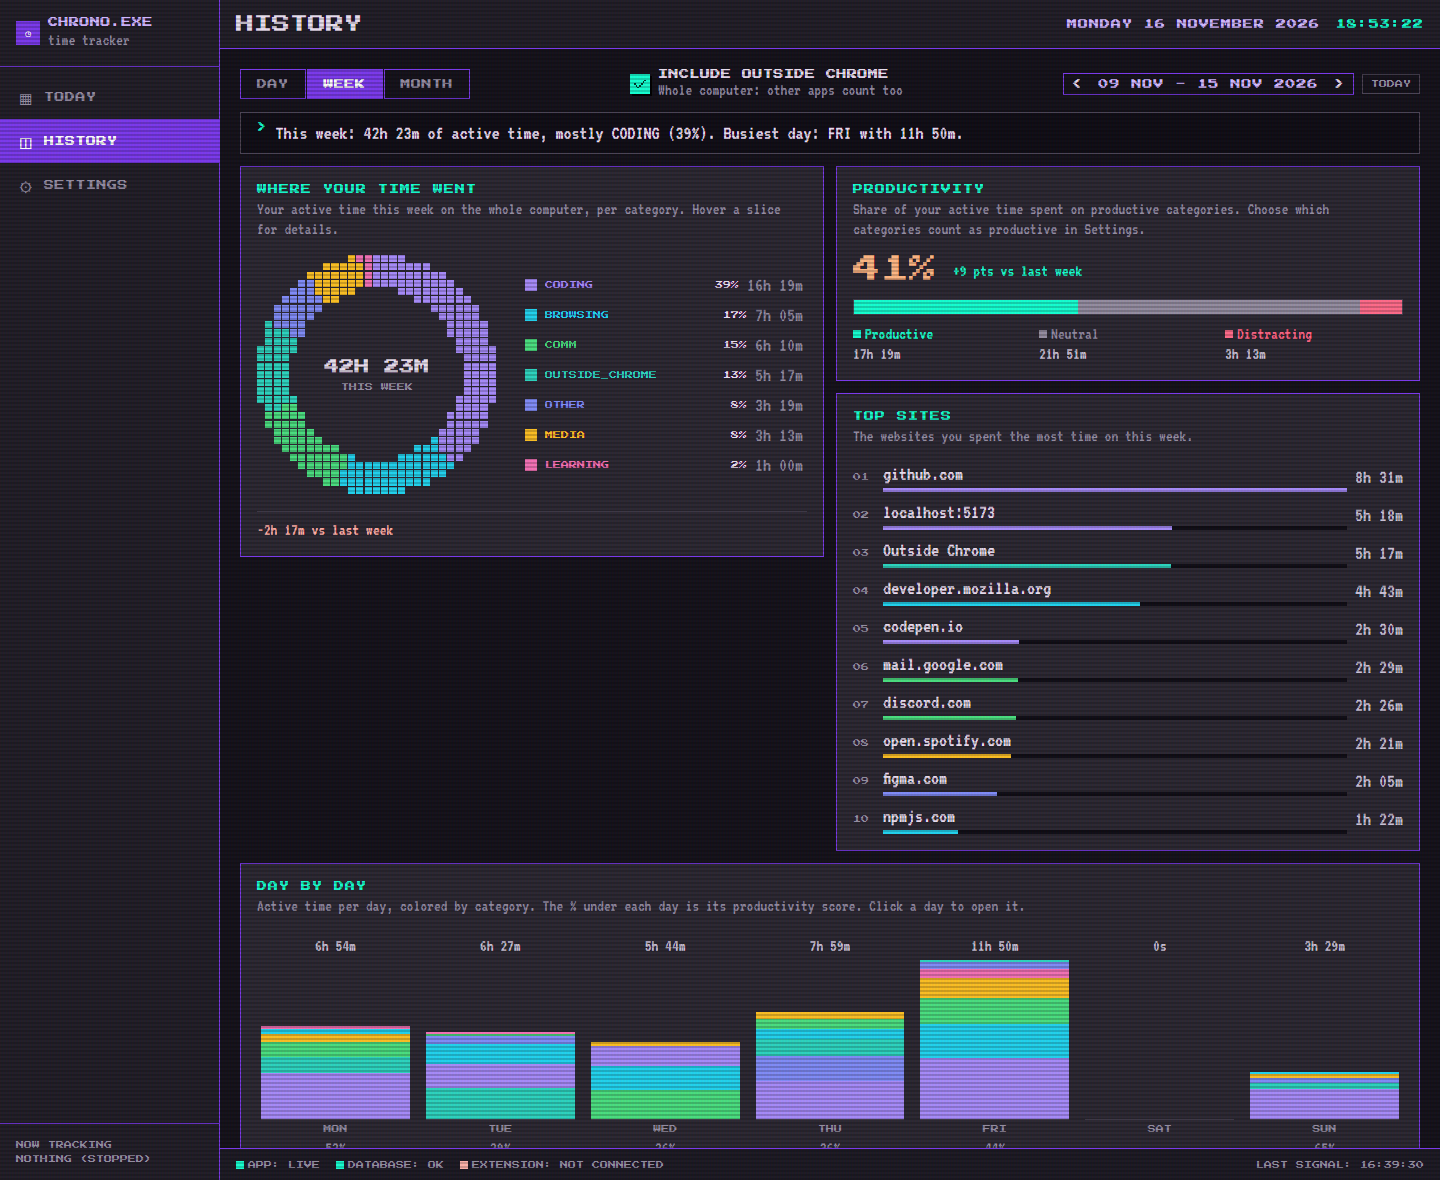 CHRONO.EXE
time tracker
HISTORY
MONDAY 16 NOVEMBER 2026 18:53:22
TODAY
HISTORY
SETTINGS
DAY WEEK MONTH
INCLUDE OUTSIDE CHROME
Whole computer: other apps count too
< 09 NOV – 15 NOV 2026 > TODAY
> This week: 42h 23m of active time, mostly CODING (39%). Busiest day: FRI with 11h 50m.
WHERE YOUR TIME WENT
Your active time this week on the whole computer, per category. Hover a slice
for details.
42H 23M
THIS WEEK
CODING 39% 16h 19m
BROWSING 17% 7h 05m
COMM 15% 6h 10m
OUTSIDE_CHROME 13% 5h 17m
OTHER 8% 3h 19m
MEDIA 8% 3h 13m
LEARNING 2% 1h 00m
-2h 17m vs last week
PRODUCTIVITY
Share of your active time spent on productive categories. Choose which
categories count as productive in Settings.
41% +9 pts vs last week
Productive Neutral Distracting
17h 19m 21h 51m 3h 13m
TOP SITES
The websites you spent the most time on this week.
01 github.com 8h 31m
02 localhost:5173 5h 18m
03 Outside Chrome 5h 17m
04 developer.mozilla.org 4h 43m
05 codepen.io 2h 30m
06 mail.google.com 2h 29m
07 discord.com 2h 26m
08 open.spotify.com 2h 21m
09 figma.com 2h 05m
10 npmjs.com 1h 22m
DAY BY DAY
Active time per day, colored by category. The % under each day is its productivity score. Click a day to open it.
6h 54m 6h 27m 5h 44m 7h 59m 11h 50m 0s 3h 29m
MON TUE WED THU FRI SAT SUN
NOW TRACKING
NOTHING (STOPPED)
APP: LIVE DATABASE: OK EXTENSION: NOT CONNECTED
LAST SIGNAL: 16:39:30